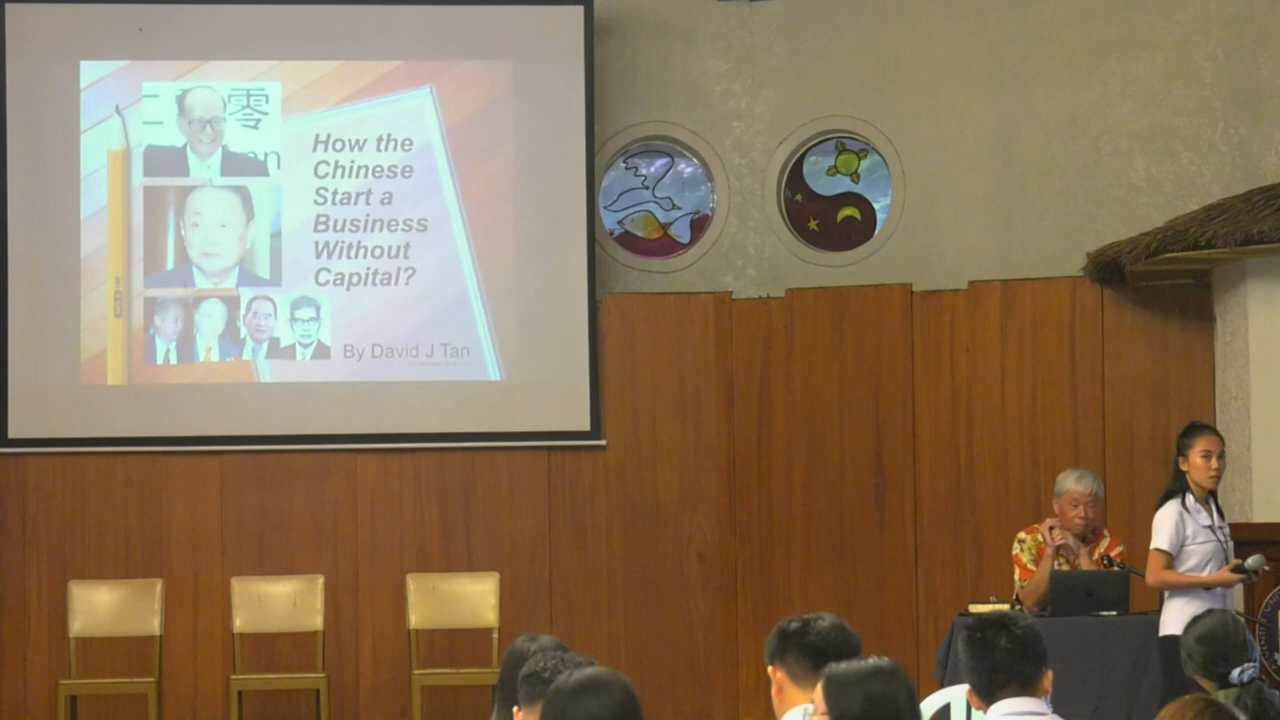 零
How the
Chinese
Start a
Business
Without
Capital?
By David J Tan